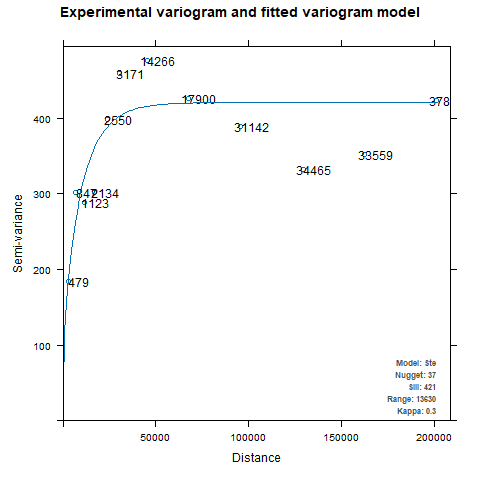 Experimental variogram and fitted variogram model
14266
3171
17900
378
2550
31142
33559
34465
847
2134
1123
479
400
300
200
100
Semi-variance
Model: Ste
Nugget: 37
Sill: 421
Range: 13630
Kappa: 0.3
50000 100000 150000 200000
Distance